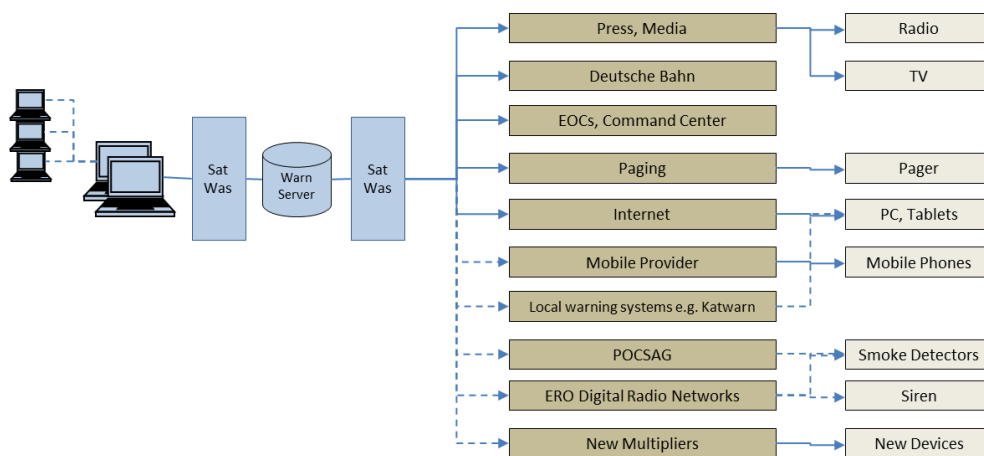 Press, Media
Radio
Deutsche Bahn
TV
EOCs, Command Center
Sat
Was
Warn
Server
Sat
Was
Paging
Pager
Internet
PC, Tablets
Mobile Provider
Mobile Phones
Local warning systems e.g. Katwarn
POCSAG
Smoke Detectors
ERO Digital Radio Networks
Siren
New Multipliers
New Devices